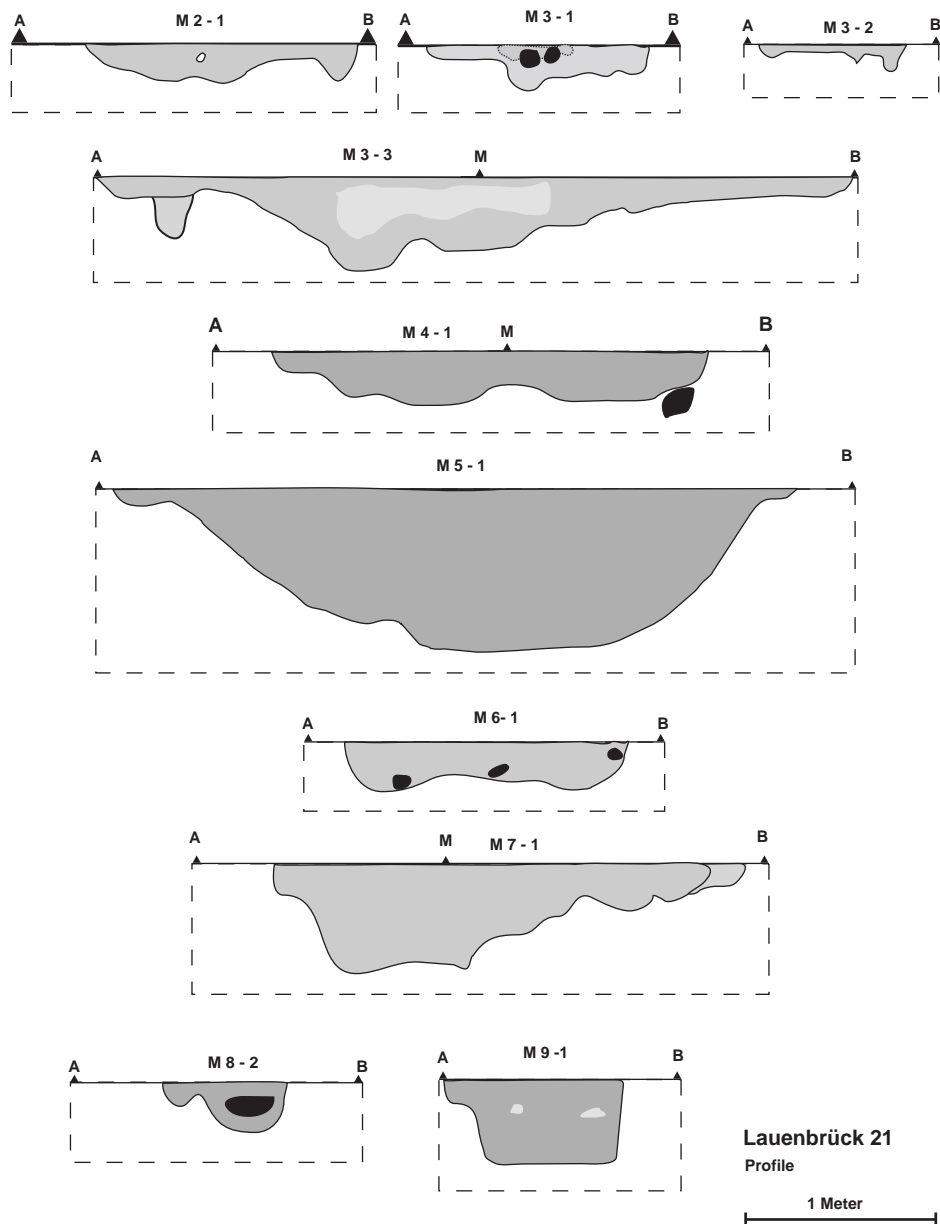 A M 2 - 1 B
A M 3 - 1 B
A M 3 - 2 B
A M 3 - 3 M B
A M 4 - 1 M B
A M 5 - 1 B
A M 6- 1 B
A M M 7 - 1 B
A M 8 - 2 B
A M 9 -1 B
Lauenbrück 21
Profile
1 Meter